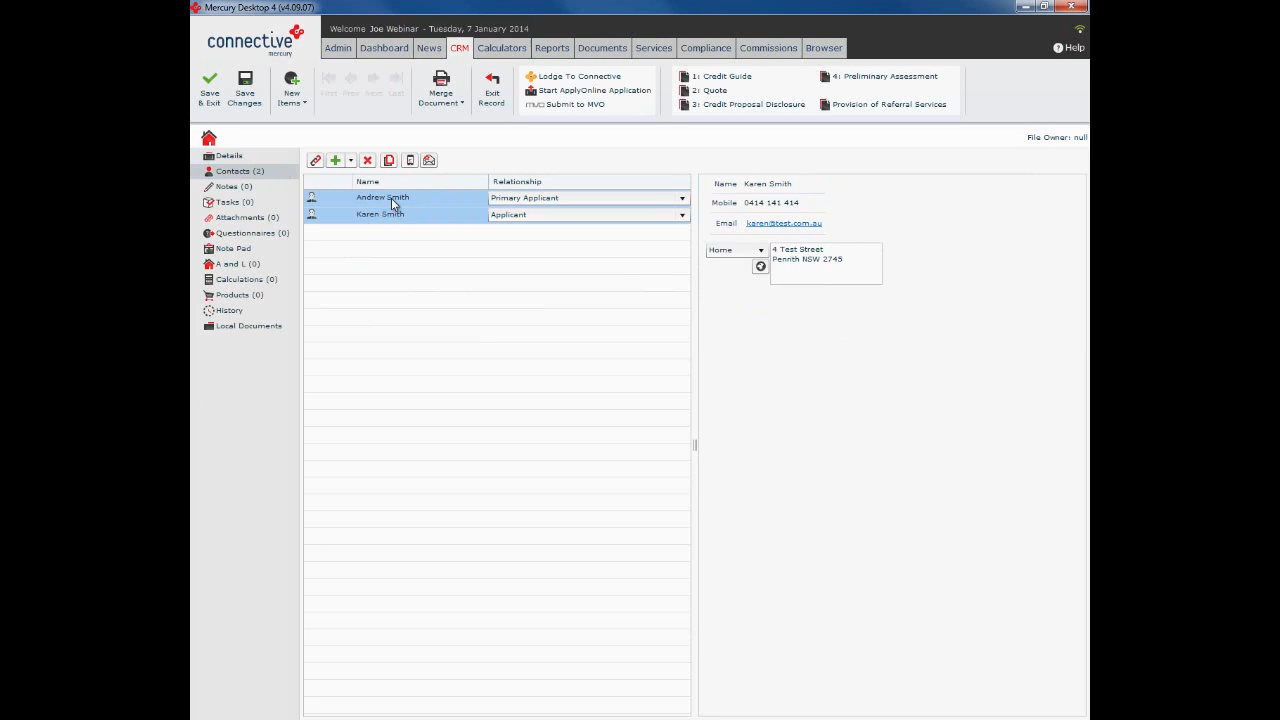 Mercury Desktop 4 (v4.09.07)
connective
mercury
Welcome Joe Webinar - Tuesday, 7 January 2014
Admin Dashboard News CRM Calculators Reports Documents Services Compliance Commissions Browser
Help
Save & Exit
Save Changes
New Items
First Prev Next Last
Merge Document
Exit Record
Lodge To Connective
Start ApplyOnline Application
Submit to MVO
1: Credit Guide
2: Quote
3: Credit Proposal Disclosure
4: Preliminary Assessment
Provision of Referral Services
File Owner: null
Details
Contacts (2)
Notes (0)
Tasks (0)
Attachments (0)
Questionnaires (0)
Note Pad
A and L (0)
Calculations (0)
Products (0)
History
Local Documents
Name Relationship
Andrew Smith Primary Applicant
Karen Smith Applicant
Name Karen Smith
Mobile 0414 141 414
Email karen@test.com.au
Home 4 Test Street
Penrith NSW 2745